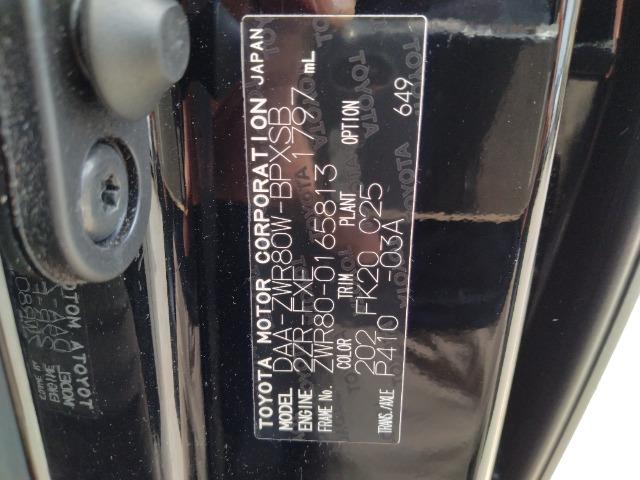 TOYOTA MOTOR CORPORATION JAPAN
MODEL DAA-ZWR80W-BPXSB
ENGINE 2ZR-FXE 1797 mL
FRAME No. ZWR80-0165813
COLOR TRIM PLANT OPTION
202 FK20 C25 649
TRANS./AXLE P410 -03A